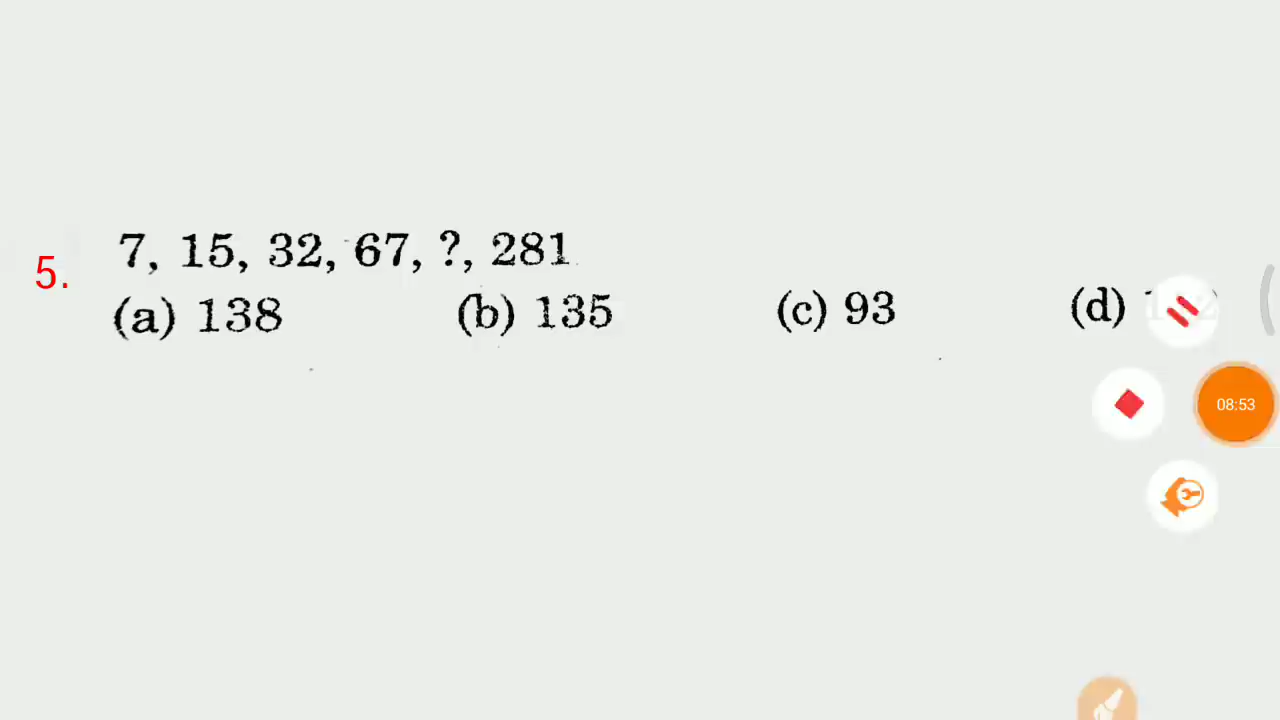 5.
7, 15, 32, 67, ?, 281
(a) 138 (b) 135 (c) 93 (d)
08:53